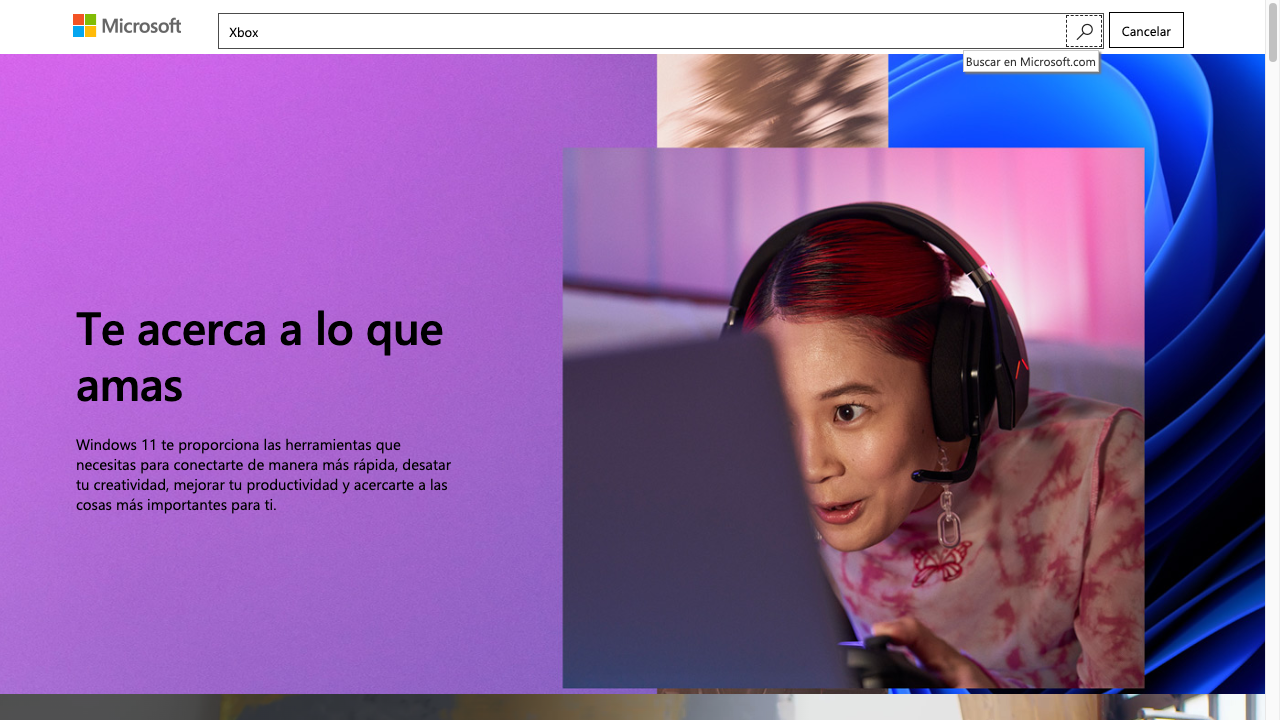 Microsoft
Xbox
Cancelar
Buscar en Microsoft.com
Te acerca a lo que
amas
Windows 11 te proporciona las herramientas que
necesitas para conectarte de manera más rápida, desatar
tu creatividad, mejorar tu productividad y acercarte a las
cosas más importantes para ti.